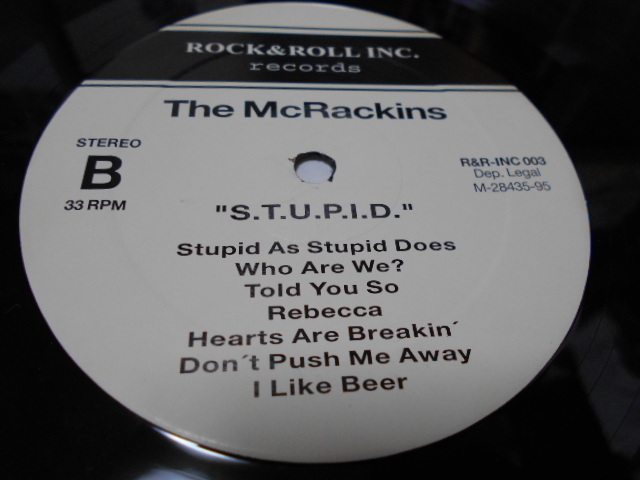 ROCK&ROLL INC.
records
The McRackins
STEREO
B
33 RPM
R&R-INC 003
Dep. Legal
M-28435-95
"S.T.U.P.I.D."
Stupid As Stupid Does
Who Are We?
Told You So
Rebecca
Hearts Are Breakin´
Don´t Push Me Away
I Like Beer